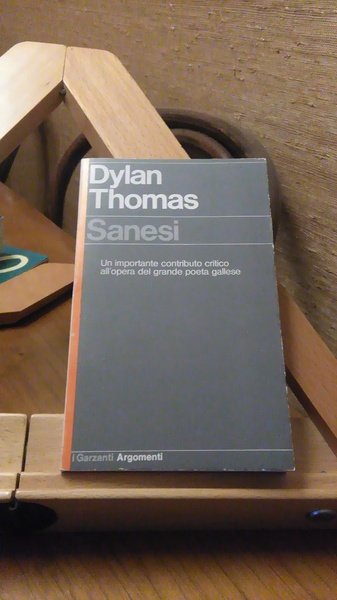 Dylan
Thomas
Sanesi
Un importante contributo critico
all'opera del grande poeta gallese
i Garzanti Argomenti